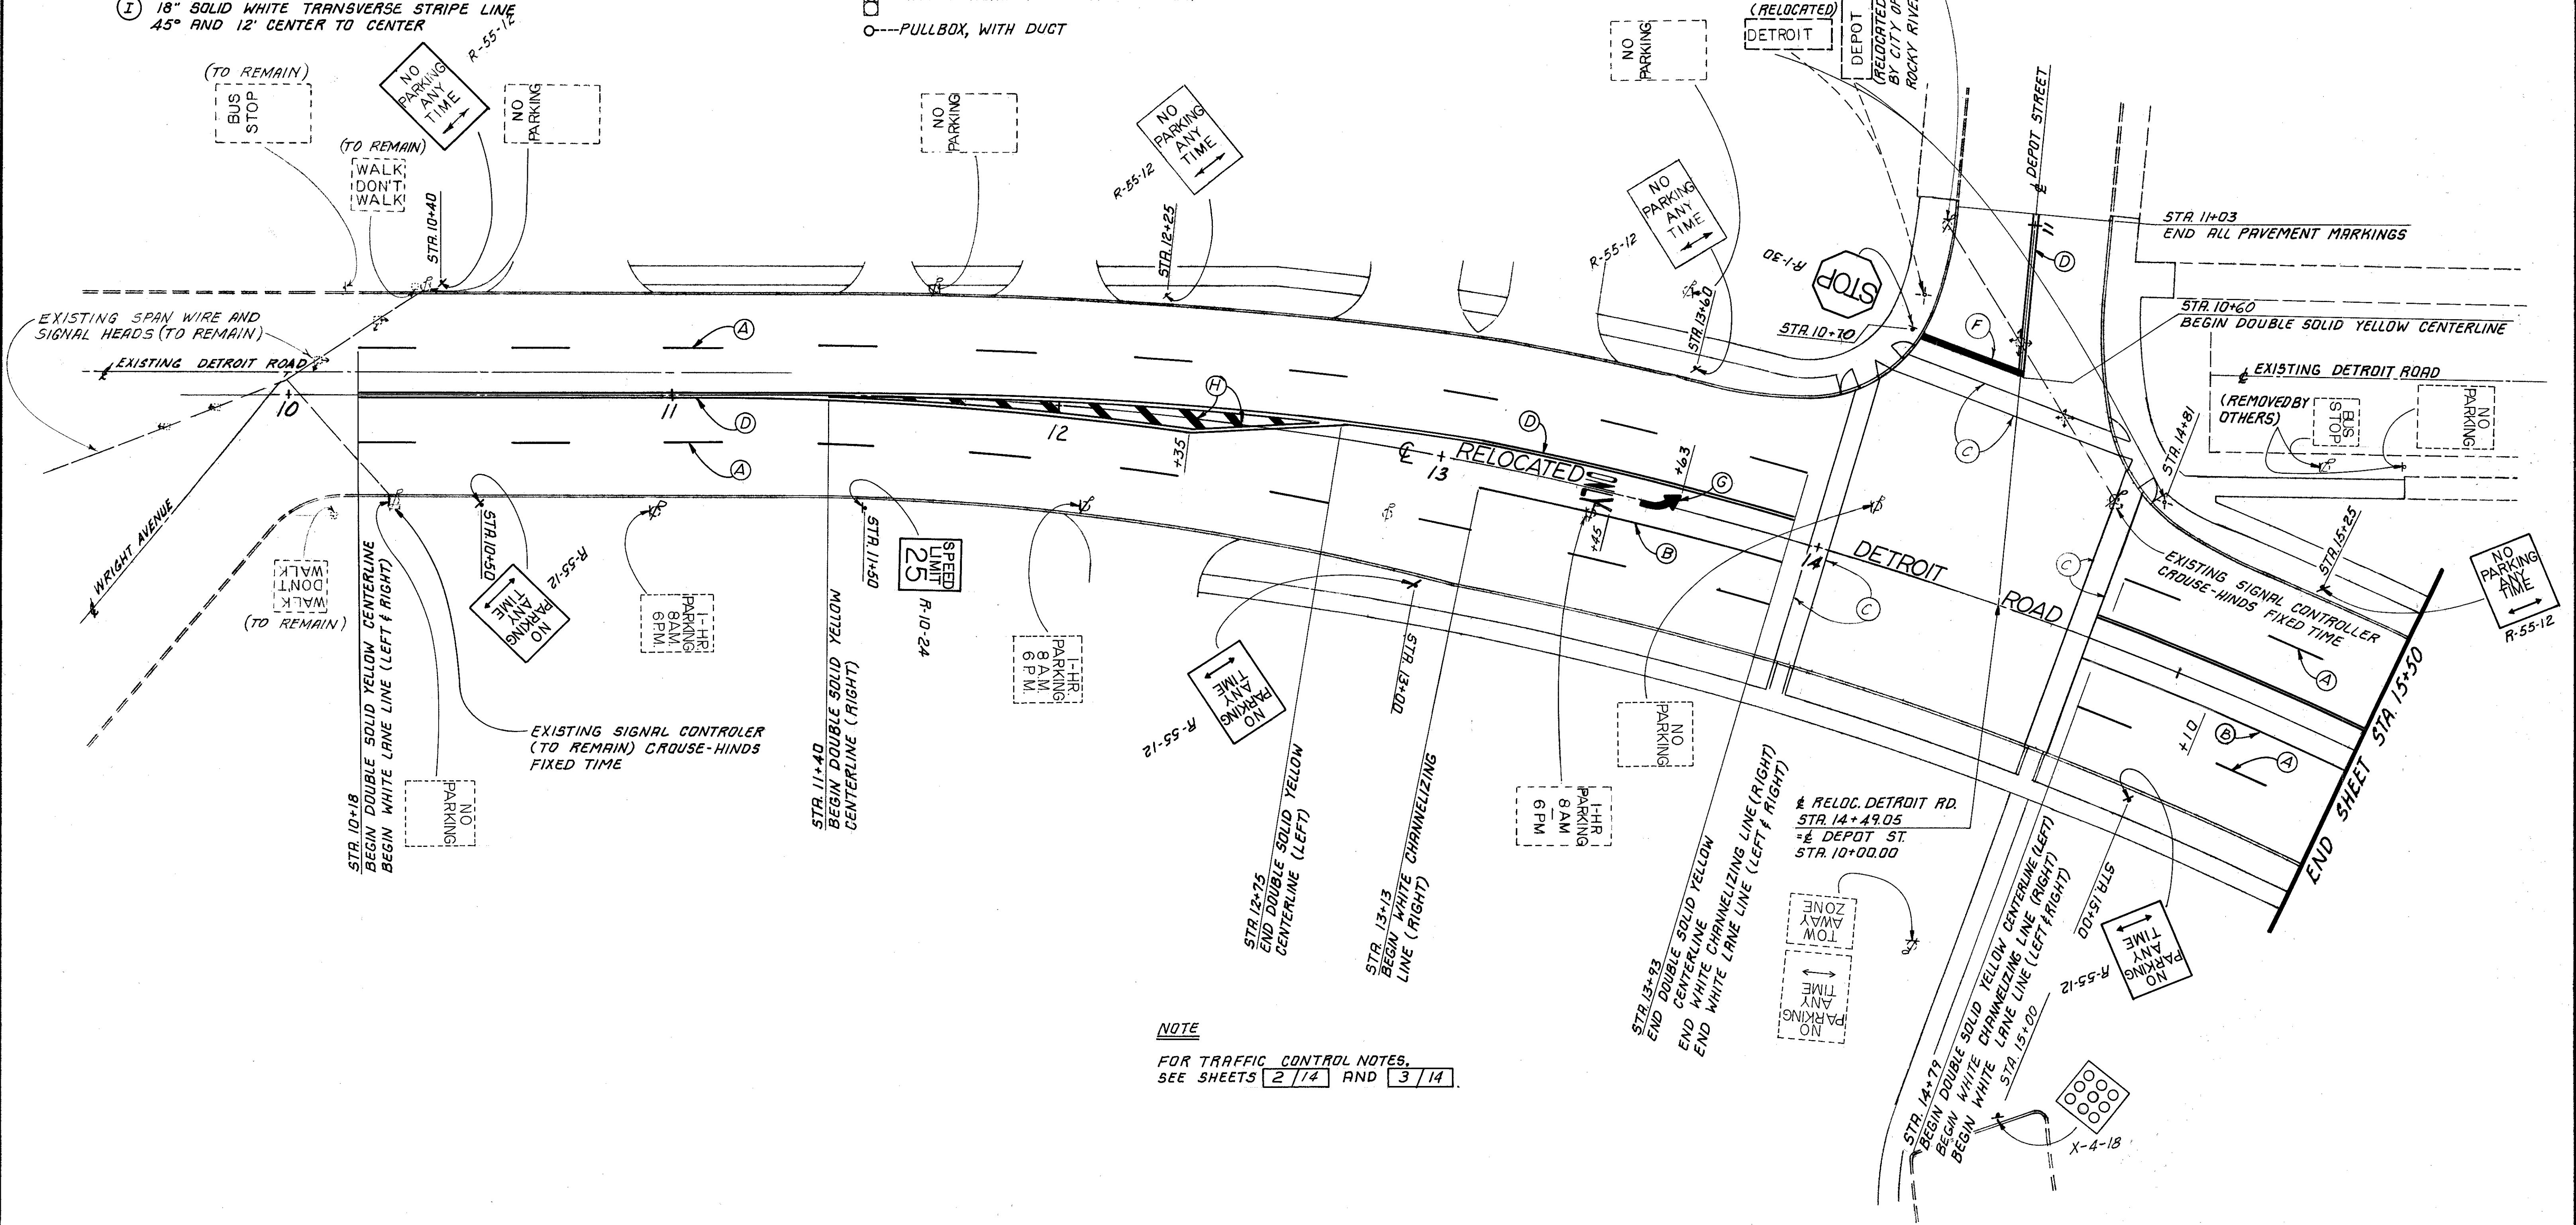 I 18" SOLID WHITE TRANSVERSE STRIPE LINE
45° AND 12' CENTER TO CENTER
O----PULLBOX, WITH DUCT
(RELOCATED)
DETROIT
DEPOT
(RELOCATED
BY CITY OF
ROCKY RIVE
(TO REMAIN)
BUS
STOP
NO
PARKING
ANY
TIME
R-55-12
NO
PARKING
(TO REMAIN)
WALK
DON'T
WALK
STA. 10+40
NO
PARKING
NO
PARKING
ANY
TIME
R-55-12
STA. 12+25
NO
PARKING
NO
PARKING
ANY
TIME
R-55-12
STA. 13+60
R-1-30
STOP
STA. 10+70
℄ DEPOT STREET
11
D
F
STA. 11+03
END ALL PAVEMENT MARKINGS
STA. 10+60
BEGIN DOUBLE SOLID YELLOW CENTERLINE
℄ EXISTING DETROIT ROAD
(REMOVED BY
OTHERS)
BUS
STOP
NO
PARKING
STA. 14+81
STA. 15+25
NO
PARKING
ANY
TIME
R-55-12
EXISTING SIGNAL CONTROLLER
CROUSE-HINDS FIXED TIME
EXISTING SPAN WIRE AND
SIGNAL HEADS (TO REMAIN)
℄ EXISTING DETROIT ROAD
10
11
12
13
14
A
A
D
H
+35
D
℄ RELOCATED
ONLY
+63
G
+45
B
DETROIT
ROAD
C
C
C
A
B
A
+10
END SHEET STA. 15+50
℄ WRIGHT AVENUE
WALK
DON'T
WALK
(TO REMAIN)
STA. 10+18
BEGIN DOUBLE SOLID YELLOW CENTERLINE
BEGIN WHITE LANE LINE (LEFT & RIGHT)
NO
PARKING
STA. 10+50
NO
PARKING
ANY
TIME
R-55-12
EXISTING SIGNAL CONTROLER
(TO REMAIN) CROUSE-HINDS
FIXED TIME
1-HR
PARKING
8AM.
6PM.
STA. 11+50
SPEED
LIMIT
25
R-10-24
STA. 11+40
BEGIN DOUBLE SOLID YELLOW
CENTERLINE (RIGHT)
1-HR.
PARKING
8 A.M.
6 P.M.
NO
PARKING
ANY
TIME
R-55-12
STA. 13+00
STA. 12+75
END DOUBLE SOLID YELLOW
CENTERLINE (LEFT)
STA. 13+13
BEGIN WHITE CHANNELIZING
LINE (RIGHT)
1-HR
PARKING
8 AM
6 PM
NO
PARKING
STA. 13+93
END DOUBLE SOLID YELLOW
CENTERLINE
END WHITE CHANNELIZING LINE (RIGHT)
END WHITE LANE LINE (LEFT & RIGHT)
℄ RELOC. DETROIT RD.
STA. 14+49.05
=℄ DEPOT ST.
STA. 10+00.00
TOW
AWAY
ZONE
NO
PARKING
ANY
TIME
STA. 14+79
BEGIN DOUBLE SOLID YELLOW CENTERLINE (LEFT)
BEGIN WHITE CHANNELIZING LINE (RIGHT)
BEGIN WHITE LANE LINE (LEFT & RIGHT)
STA. 15+00
STA. 15+00
NO
PARKING
ANY
TIME
R-55-12
X-4-18
NOTE
FOR TRAFFIC CONTROL NOTES,
SEE SHEETS 2/14 AND 3/14.